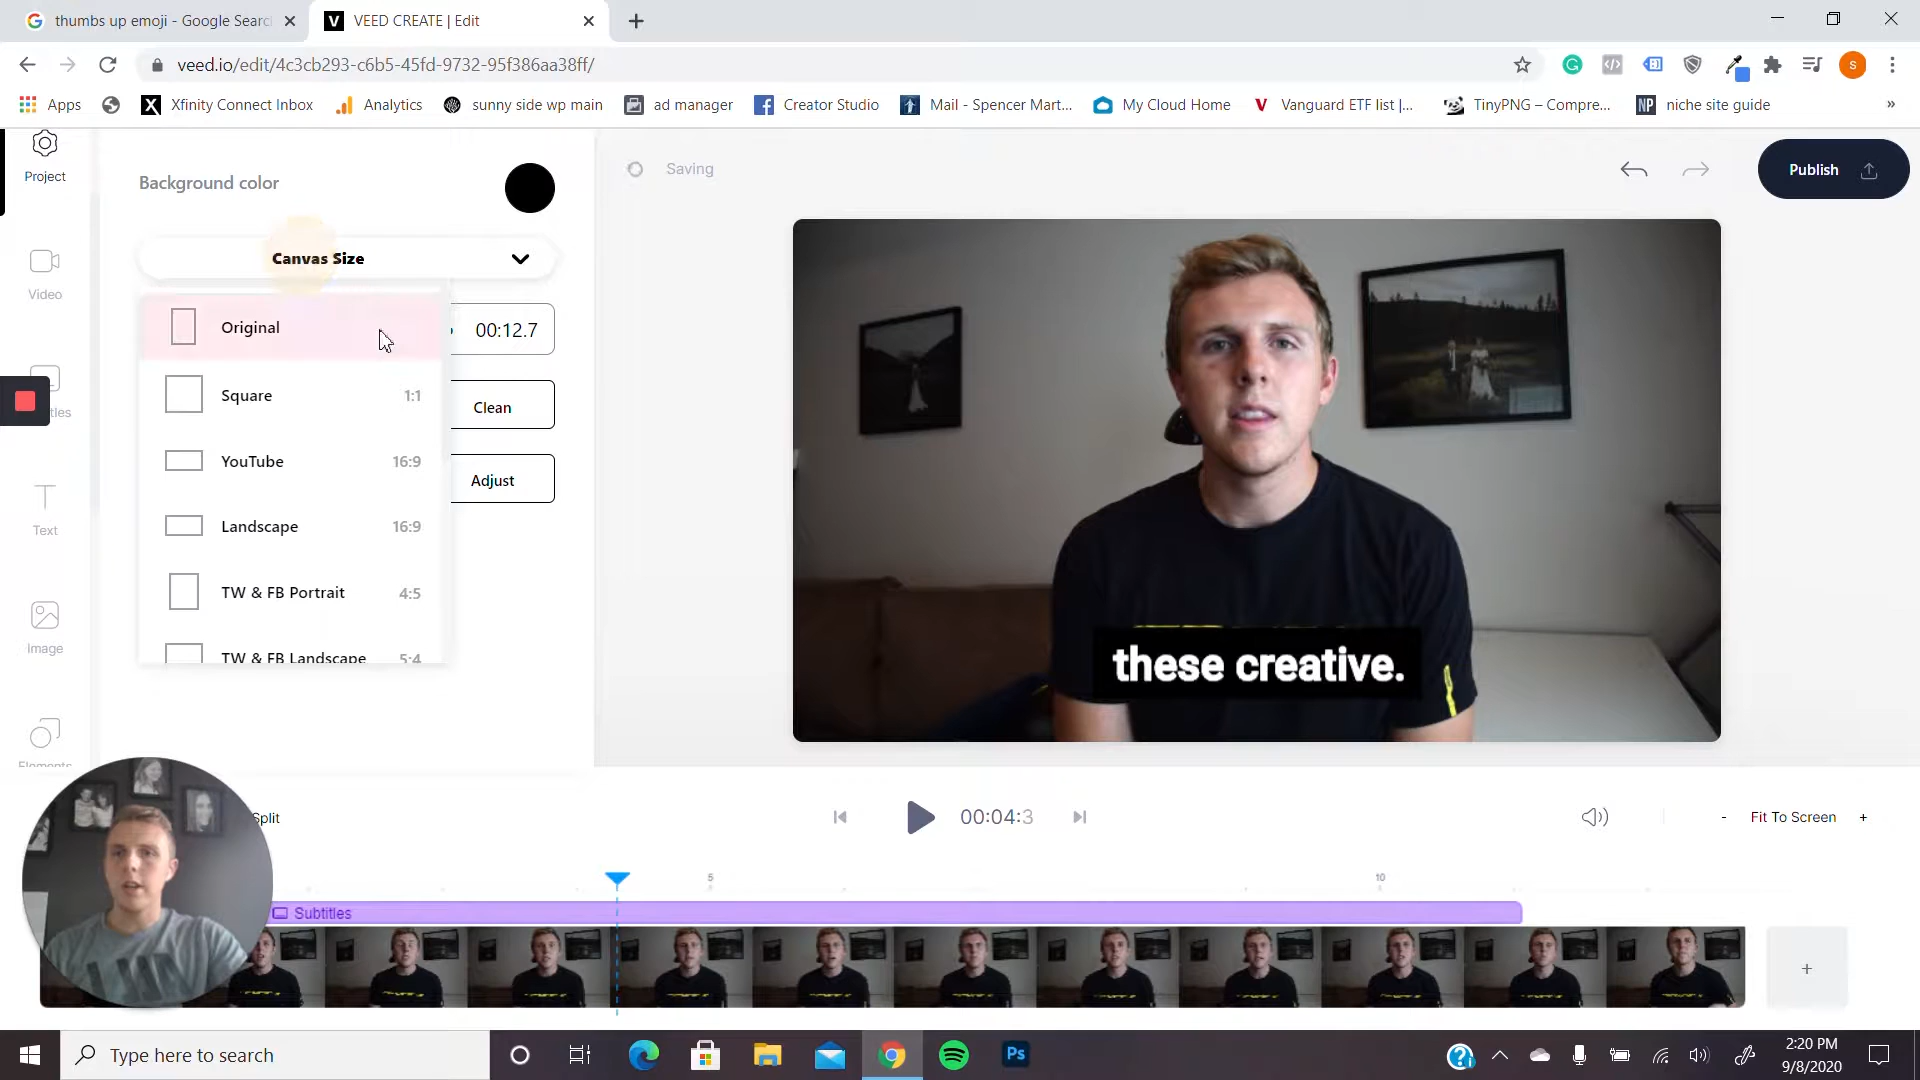 thumbs up emoji - Google Searc
V VEED CREATE | Edit
veed.io/edit/4c3cb293-c6b5-45fd-9732-95f386aa38ff/
S
Apps
Xfinity Connect Inbox
Analytics
sunny side wp main
ad manager
Creator Studio
Mail - Spencer Mart...
My Cloud Home
Vanguard ETF list |...
TinyPNG – Compre...
NP niche site guide
»
Project
Background color
Saving
Publish
Video
Canvas Size
Original
00:12.7
Square 1:1
Clean
YouTube 16:9
Adjust
Landscape 16:9
TW & FB Portrait 4:5
TW & FB Landscape 5:4
tles
Text
Image
Elements
these creative.
Split
00:04:3
- Fit To Screen +
5
10
Subtitles
+
Type here to search
Ps
2:20 PM
9/8/2020